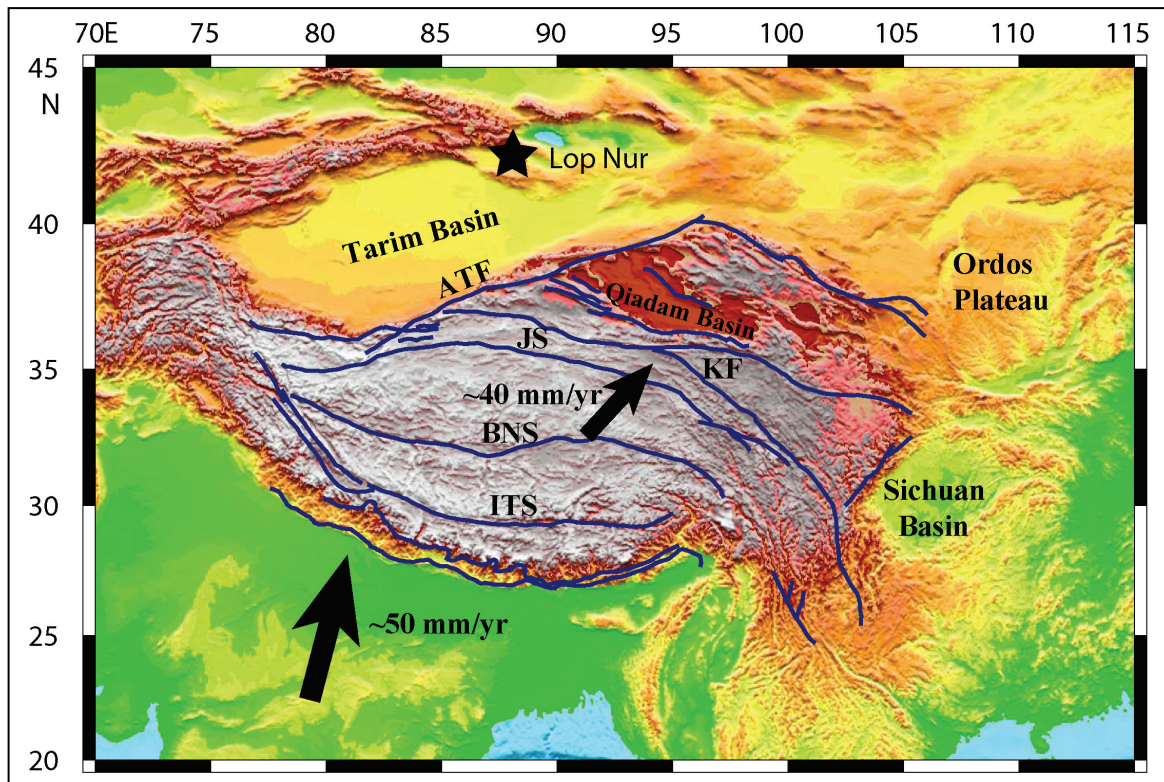 70E 75 80 85 90 95 100 105 115
45
N
Lop Nur
40
Tarim Basin
Ordos
Plateau
ATF
Qiadam Basin
JS
KF
35
~40 mm/yr
BNS
Sichuan
Basin
30
ITS
~50 mm/yr
25
20